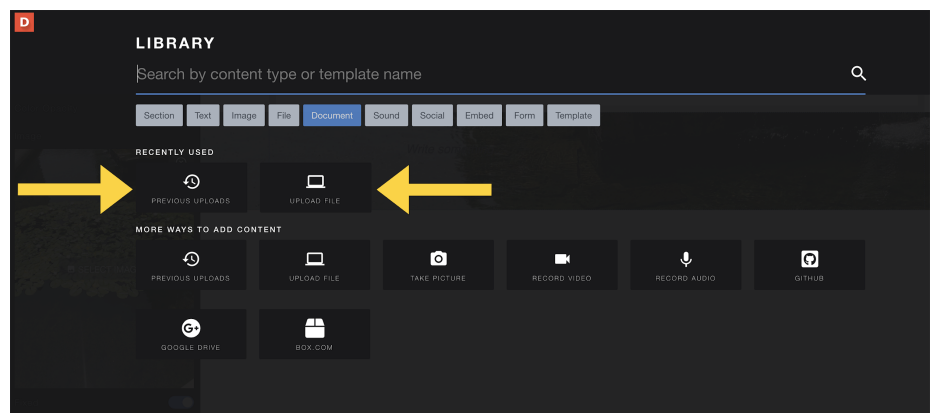 D
LIBRARY
Search by content type or template name
Section Text Image File Document Sound Social Embed Form Template
RECENTLY USED
PREVIOUS UPLOADS UPLOAD FILE
MORE WAYS TO ADD CONTENT
PREVIOUS UPLOADS UPLOAD FILE TAKE PICTURE RECORD VIDEO RECORD AUDIO GITHUB
GOOGLE DRIVE BOX.COM